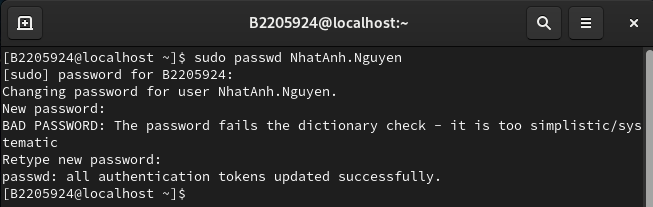 B2205924@localhost:~
[B2205924@localhost ~]$ sudo passwd NhatAnh.Nguyen
[sudo] password for B2205924:
Changing password for user NhatAnh.Nguyen.
New password:
BAD PASSWORD: The password fails the dictionary check - it is too simplistic/sys
tematic
Retype new password:
passwd: all authentication tokens updated successfully.
[B2205924@localhost ~]$